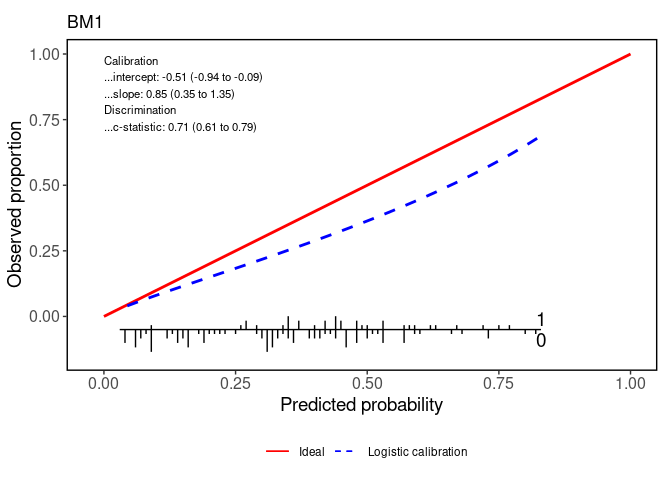 BM1
Calibration
...intercept: -0.51 (-0.94 to -0.09)
...slope: 0.85 (0.35 to 1.35)
Discrimination
...c-statistic: 0.71 (0.61 to 0.79)
Observed proportion
1.00
0.75
0.50
0.25
0.00
1
0
0.00 0.25 0.50 0.75 1.00
Predicted probability
Ideal Logistic calibration